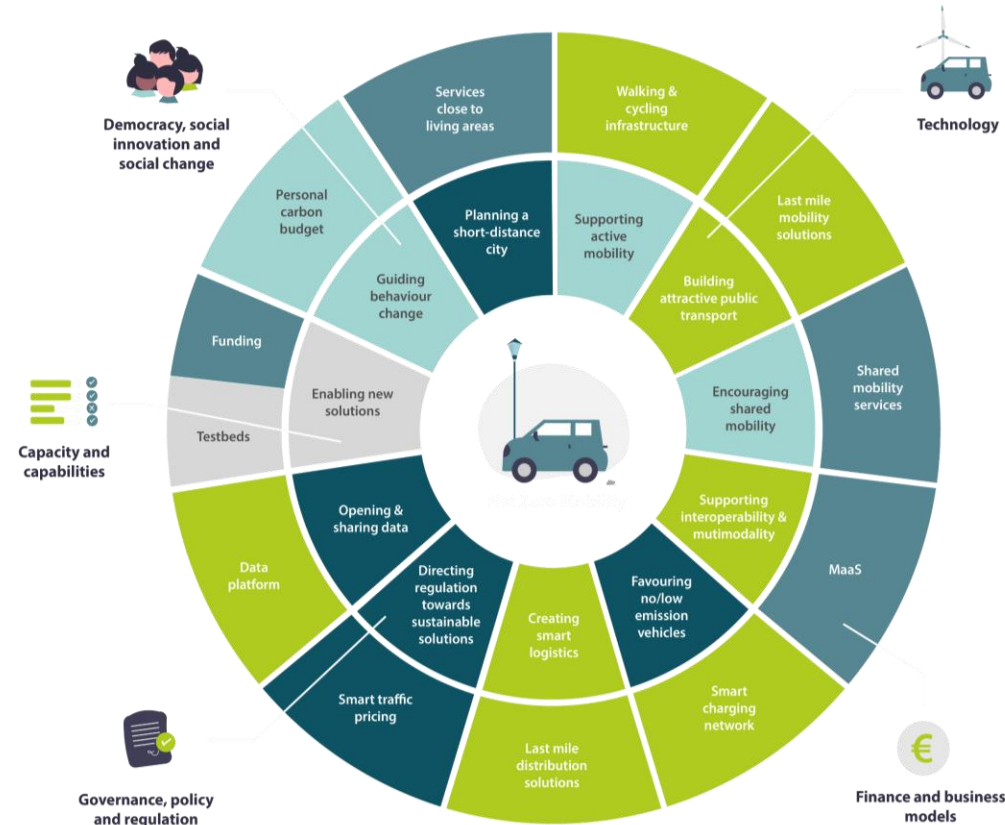 Democracy, social
innovation and
social change
Technology
Services
close to
living areas
Walking &
cycling
infrastructure
Last mile
mobility
solutions
Shared
mobility
services
MaaS
Smart
charging
network
Last mile
distribution
solutions
Smart traffic
pricing
Data
platform
Testbeds
Funding
Personal
carbon
budget
Planning a
short-distance
city
Supporting
active
mobility
Building
attractive public
transport
Encouraging
shared
mobility
Supporting
interoperability &
mutimodality
Favouring
no/low
emission
vehicles
Creating
smart
logistics
Directing
regulation
towards
sustainable
solutions
Opening &
sharing data
Enabling new
solutions
Guiding
behaviour
change
Net Zero Mobility
Capacity and
capabilities
Governance, policy
and regulation
€
Finance and business
models